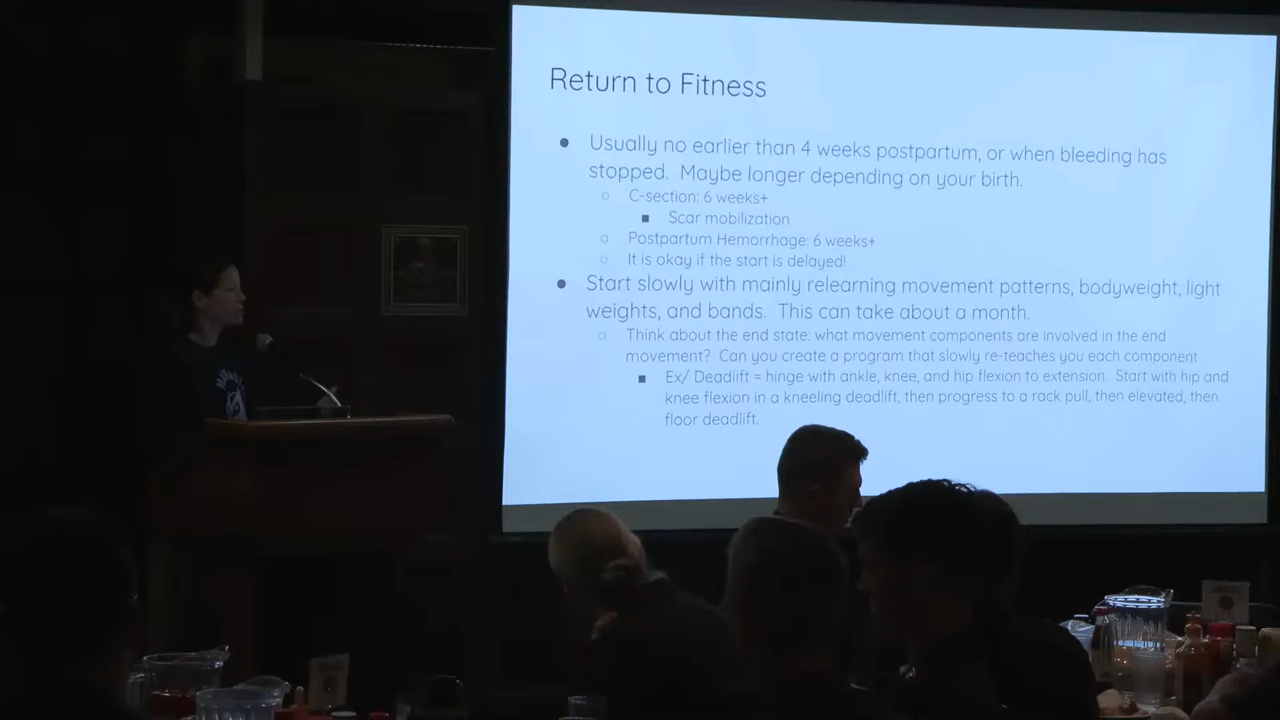 Return to Fitness
● Usually no earlier than 4 weeks postpartum, or when bleeding has
stopped. Maybe longer depending on your birth.
○ C-section: 6 weeks+
■ Scar mobilization
○ Postpartum Hemorrhage: 6 weeks+
○ It is okay if the start is delayed!
● Start slowly with mainly relearning movement patterns, bodyweight, light
weights, and bands. This can take about a month.
○ Think about the end state: what movement components are involved in the end
movement? Can you create a program that slowly re-teaches you each component
■ Ex/ Deadlift = hinge with ankle, knee, and hip flexion to extension. Start with hip and
knee flexion in a kneeling deadlift, then progress to a rack pull, then elevated, then
floor deadlift.